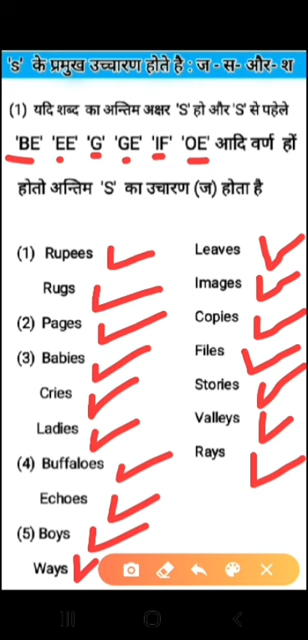 's' के प्रमुख उच्चारण होते है : ज - स- और- श
(1) यदि शब्द का अन्तिम अक्षर 'S' हो और 'S' से पहले
'BE' 'EE' 'G' 'GE' 'IF' 'OE' आदि वर्ण हों
होतो अन्तिम 'S' का उचारण (ज) होता है
(1) Rupees
Rugs
(2) Pages
(3) Babies
Cries
Ladies
(4) Buffaloes
Echoes
(5) Boys
Ways
Leaves
Images
Copies
Files
Stories
Valleys
Rays